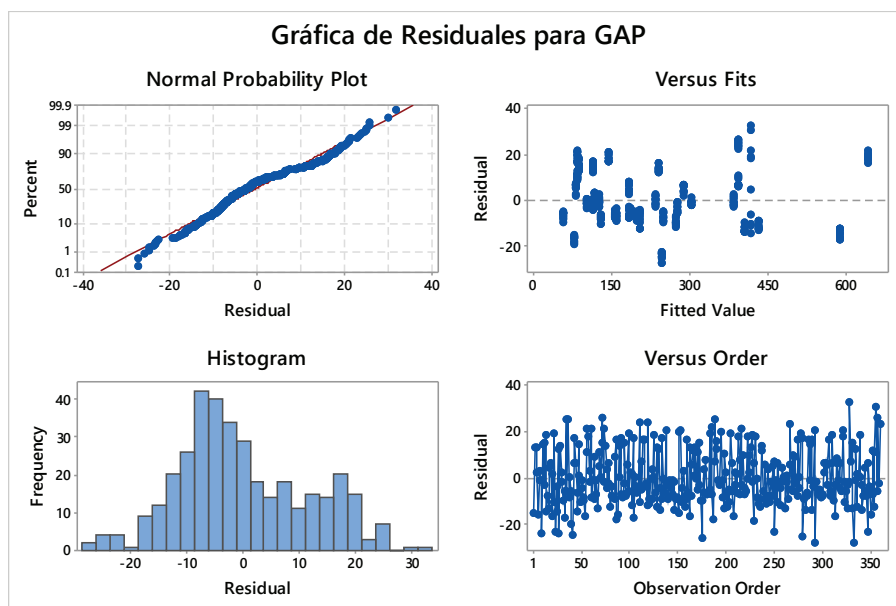 Gráfica de Residuales para GAP
Normal Probability Plot
99.9
99
90
50
10
1
0.1
Percent
-40 -20 0 20 40
Residual
Versus Fits
40
20
0
-20
Residual
0 150 300 450 600
Fitted Value
Histogram
40
30
20
10
0
Frequency
-20 -10 0 10 20 30
Residual
Versus Order
40
20
0
-20
Residual
1 50 100 150 200 250 300 350
Observation Order